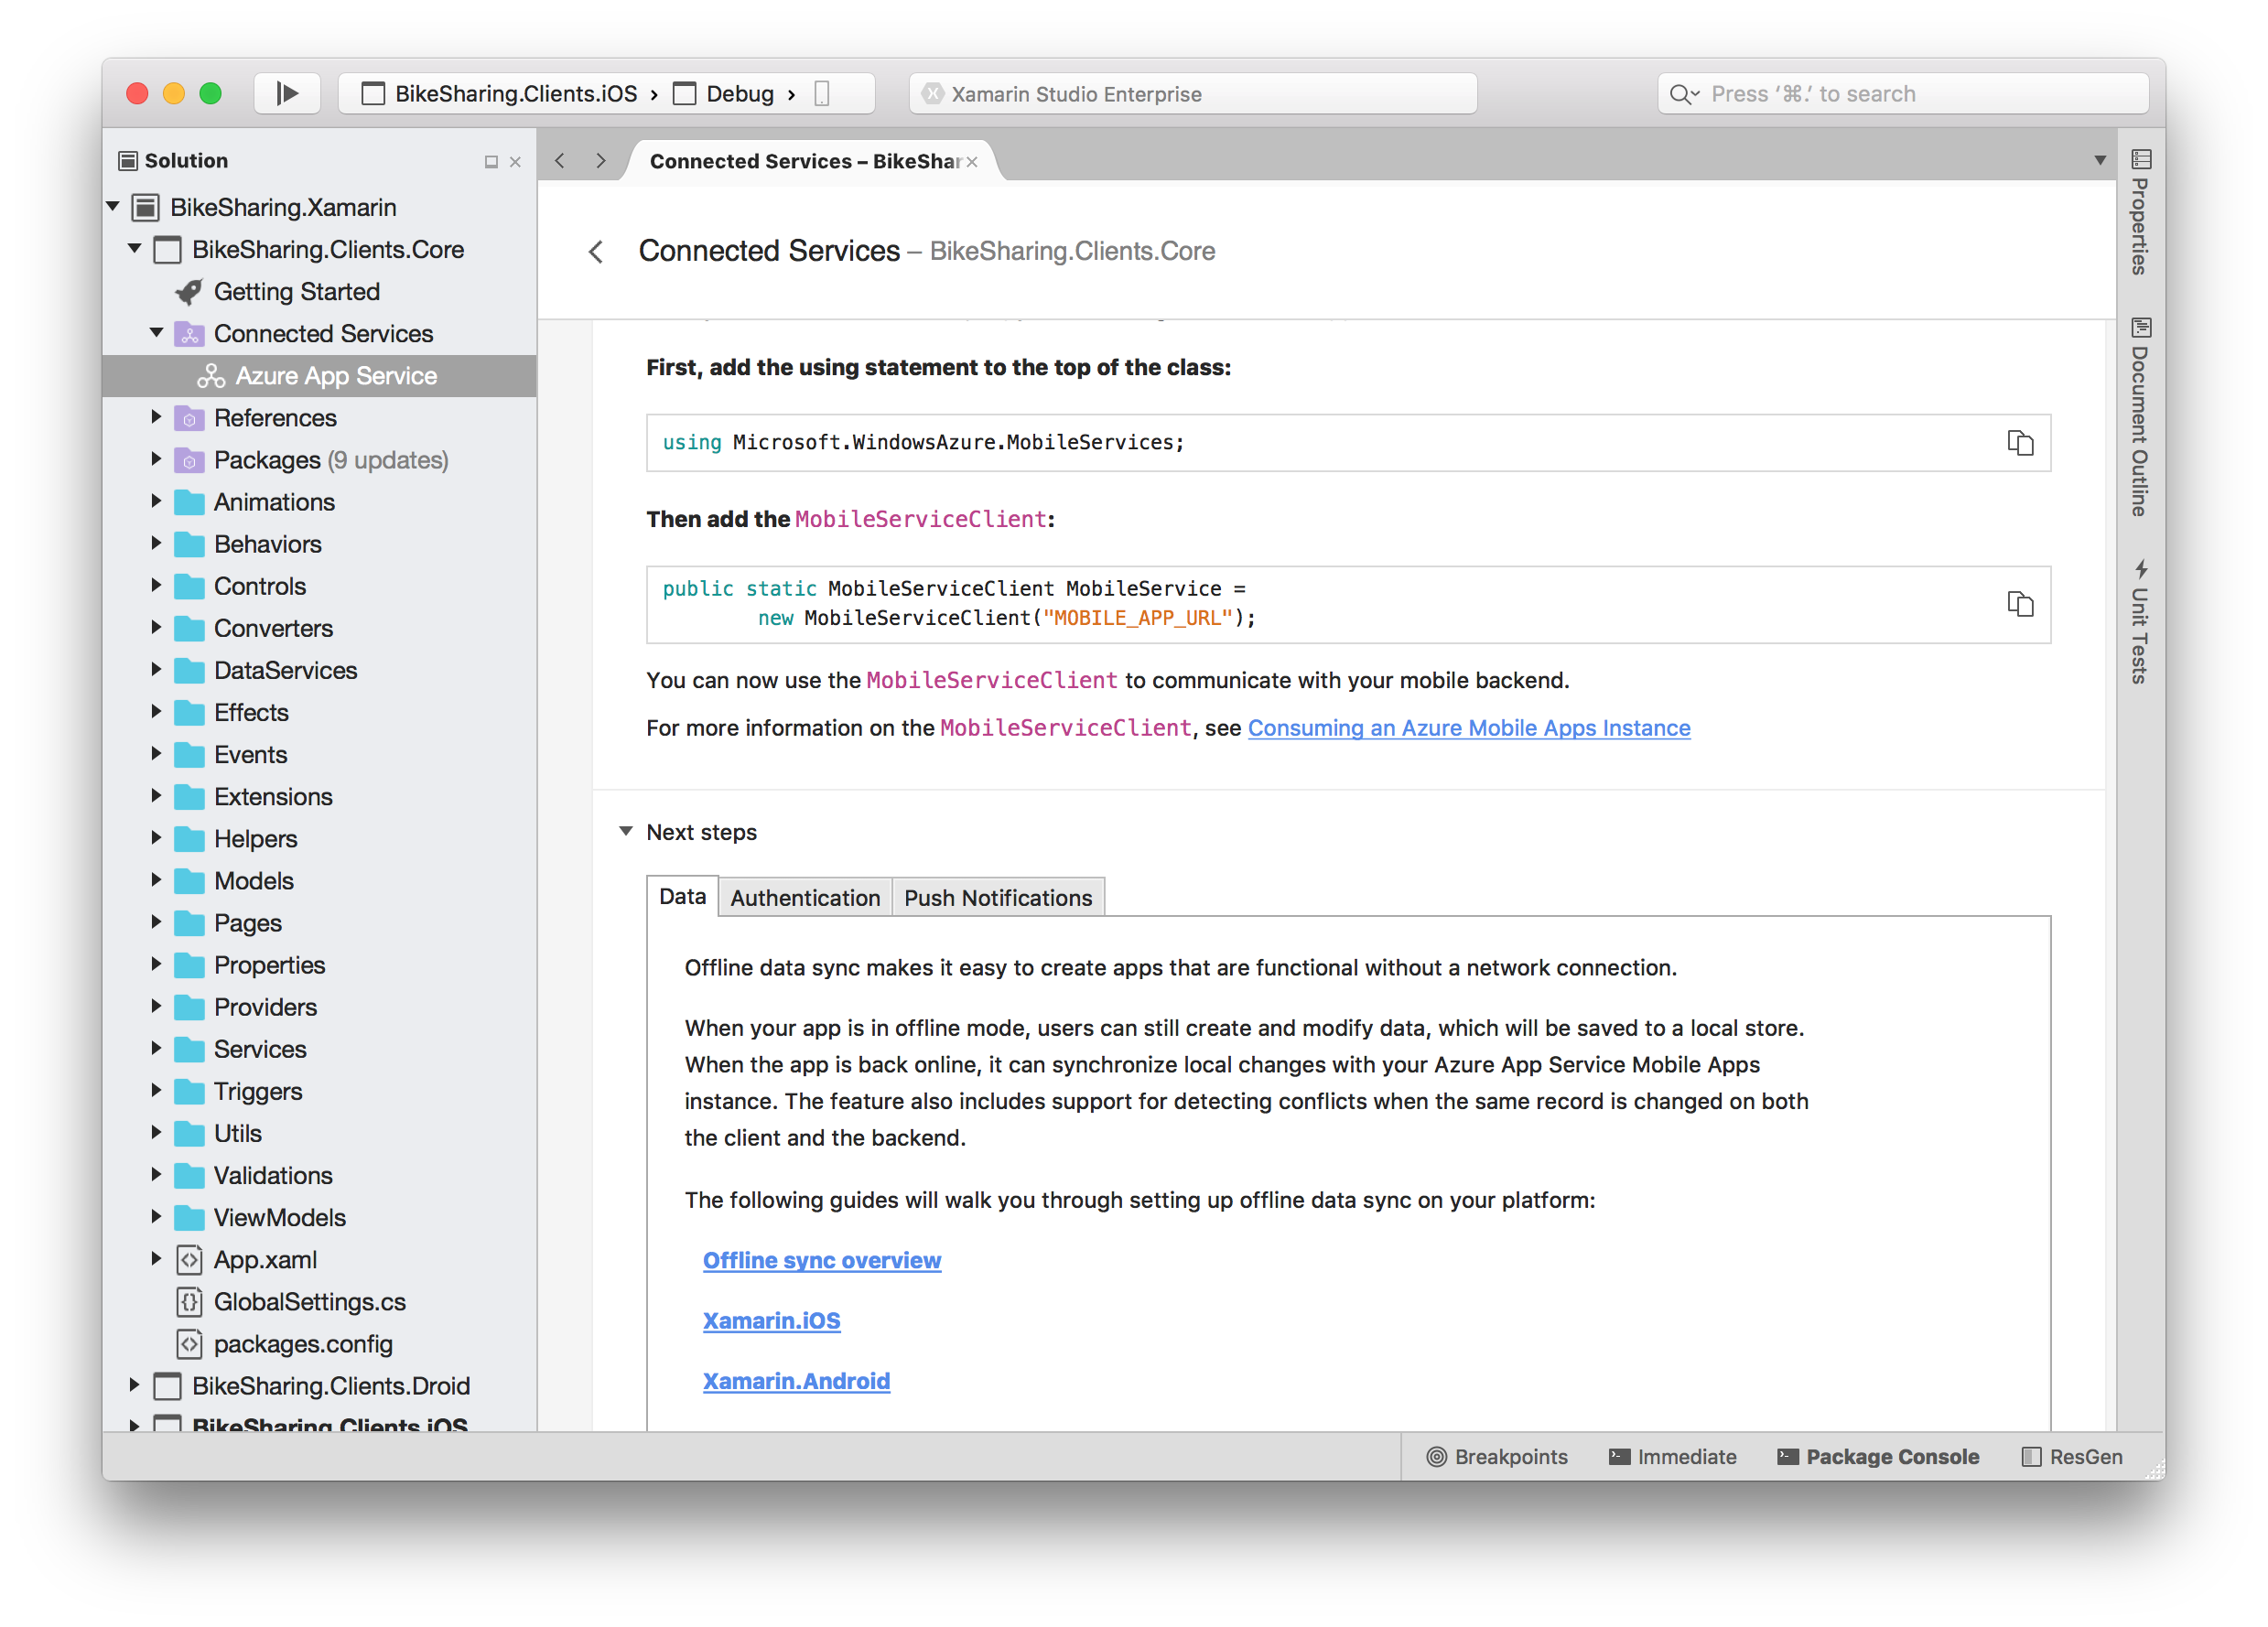 BikeSharing.Clients.iOS › Debug ›
Xamarin Studio Enterprise
Press ‘⌘.’ to search
Solution
BikeSharing.Xamarin
BikeSharing.Clients.Core
Getting Started
Connected Services
Azure App Service
References
Packages (9 updates)
Animations
Behaviors
Controls
Converters
DataServices
Effects
Events
Extensions
Helpers
Models
Pages
Properties
Providers
Services
Triggers
Utils
Validations
ViewModels
App.xaml
GlobalSettings.cs
packages.config
BikeSharing.Clients.Droid
BikeSharing.Clients.iOS
Connected Services – BikeShar
Connected Services – BikeSharing.Clients.Core
First, add the using statement to the top of the class:
using Microsoft.WindowsAzure.MobileServices;
Then add the MobileServiceClient:
public static MobileServiceClient MobileService =
new MobileServiceClient("MOBILE_APP_URL");
You can now use the MobileServiceClient to communicate with your mobile backend.
For more information on the MobileServiceClient, see Consuming an Azure Mobile Apps Instance
Next steps
Data
Authentication
Push Notifications
Offline data sync makes it easy to create apps that are functional without a network connection.
When your app is in offline mode, users can still create and modify data, which will be saved to a local store.
When the app is back online, it can synchronize local changes with your Azure App Service Mobile Apps
instance. The feature also includes support for detecting conflicts when the same record is changed on both
the client and the backend.
The following guides will walk you through setting up offline data sync on your platform:
Offline sync overview
Xamarin.iOS
Xamarin.Android
Properties
Document Outline
Unit Tests
Breakpoints
Immediate
Package Console
ResGen